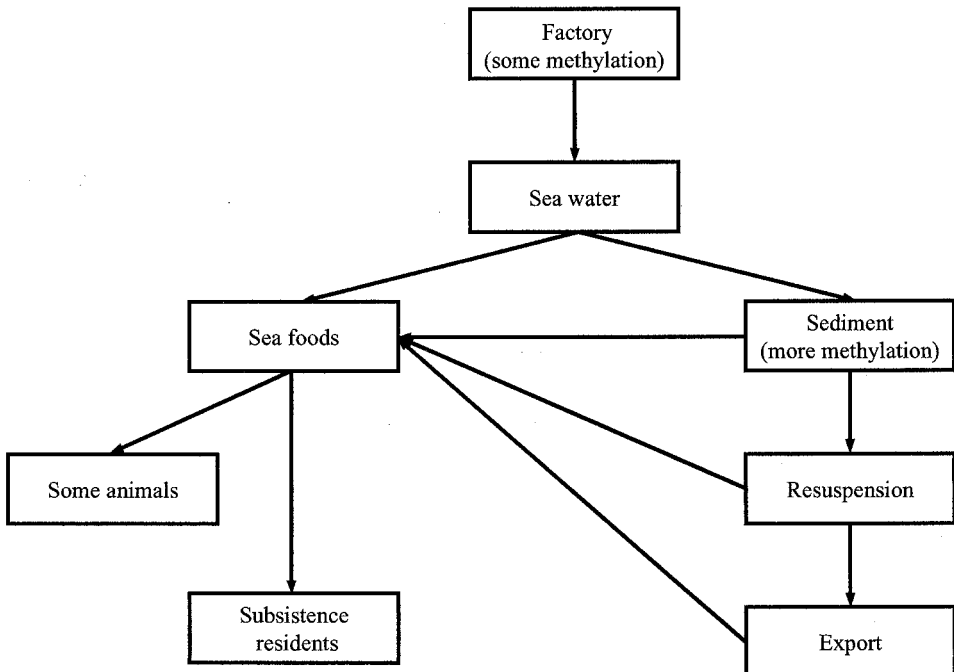 Factory
(some methylation)
Sea water
Sea foods
Sediment
(more methylation)
Some animals
Resuspension
Subsistence
residents
Export